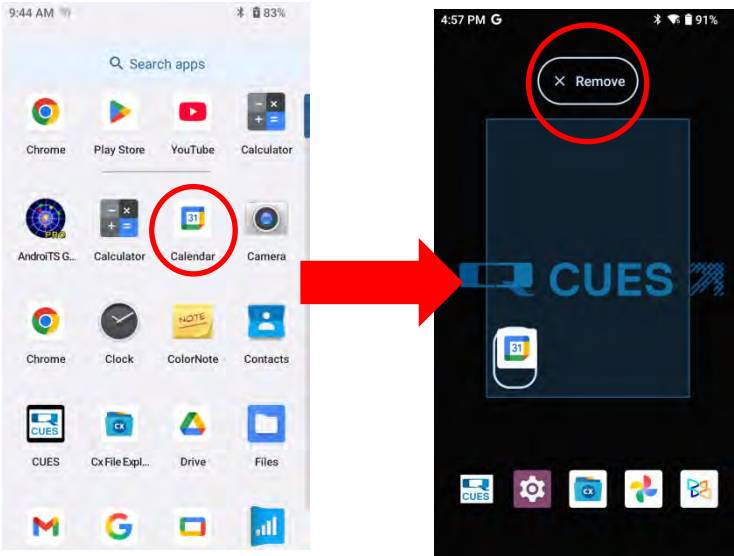 9:44 AM
83%
Search apps
Chrome
Play Store
YouTube
Calculator
PRO
31
AndroiTS G...
Calculator
Calendar
Camera
NOTE
Chrome
Clock
ColorNote
Contacts
CUES
CX
CUES
Cx File Expl...
Drive
Files
4:57 PM G
91%
Remove
CUES
31
CUES
CX